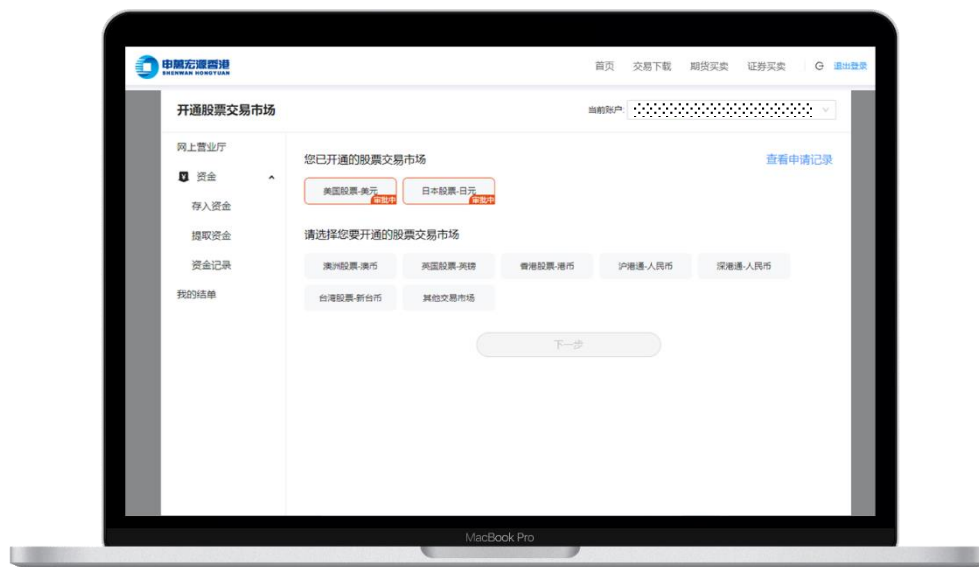 申萬宏源香港
SHENWAN HONGYUAN
首页 交易下载 期货买卖 证券买卖 退出登录
开通股票交易市场
当前账户:
网上营业厅
资金
存入资金
提取资金
资金记录
我的结单
您已开通的股票交易市场
查看申请记录
美国股票-美元 审批中
日本股票-日元 审批中
请选择您要开通的股票交易市场
澳洲股票-澳币 英国股票-英镑 香港股票-港币 沪港通-人民币 深港通-人民币
台湾股票-新台币 其他交易市场
下一步
MacBook Pro